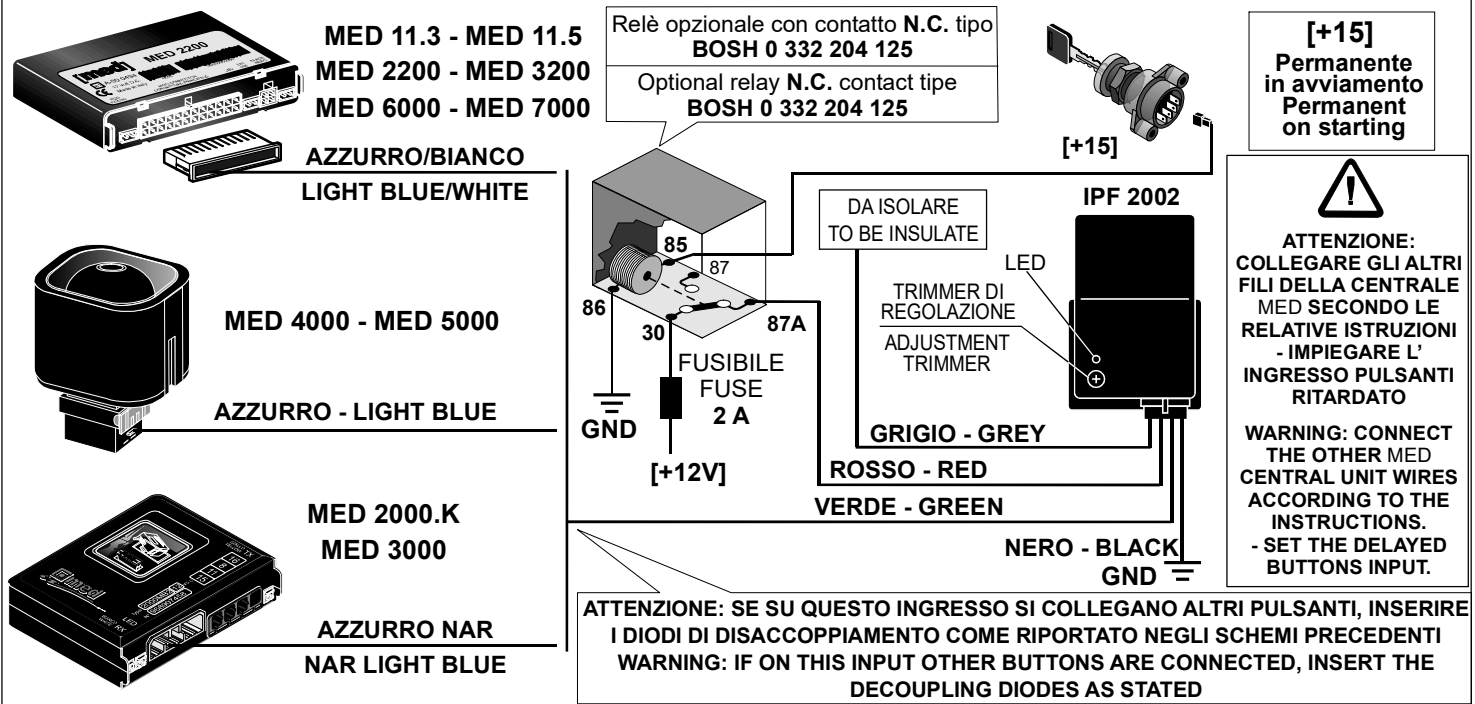 MED 11.3 - MED 11.5
MED 2200 - MED 3200
MED 6000 - MED 7000
[med]
MED 2200
AZZURRO/BIANCO
LIGHT BLUE/WHITE
MED 4000 - MED 5000
AZZURRO - LIGHT BLUE
MED 2000.K
MED 3000
med
LED
AZZURRO NAR
NAR LIGHT BLUE
Relè opzionale con contatto N.C. tipo
BOSH 0 332 204 125
Optional relay N.C. contact tipe
BOSH 0 332 204 125
85
87
86
30
87A
GND
FUSIBILE
FUSE
2 A
[+12V]
[+15]
DA ISOLARE
TO BE INSULATE
IPF 2002
LED
TRIMMER DI
REGOLAZIONE
ADJUSTMENT
TRIMMER
GRIGIO - GREY
ROSSO - RED
VERDE - GREEN
NERO - BLACK
GND
[+15]
Permanente
in avviamento
Permanent
on starting
ATTENZIONE:
COLLEGARE GLI ALTRI
FILI DELLA CENTRALE
MED SECONDO LE
RELATIVE ISTRUZIONI
- IMPIEGARE L'
INGRESSO PULSANTI
RITARDATO
WARNING: CONNECT
THE OTHER MED
CENTRAL UNIT WIRES
ACCORDING TO THE
INSTRUCTIONS.
- SET THE DELAYED
BUTTONS INPUT.
ATTENZIONE: SE SU QUESTO INGRESSO SI COLLEGANO ALTRI PULSANTI, INSERIRE
I DIODI DI DISACCOPPIAMENTO COME RIPORTATO NEGLI SCHEMI PRECEDENTI
WARNING: IF ON THIS INPUT OTHER BUTTONS ARE CONNECTED, INSERT THE
DECOUPLING DIODES AS STATED